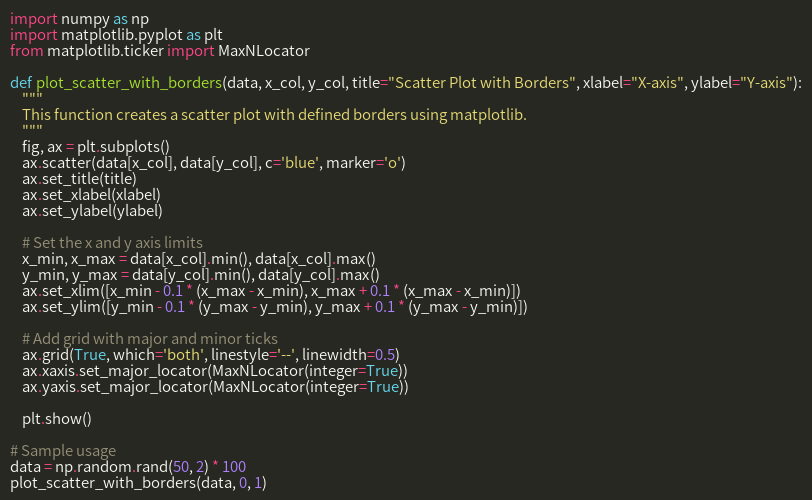 import numpy as np
import matplotlib.pyplot as plt
from matplotlib.ticker import MaxNLocator

def plot_scatter_with_borders(data, x_col, y_col, title="Scatter Plot with Borders", xlabel="X-axis", ylabel="Y-axis"):
    """
    This function creates a scatter plot with defined borders using matplotlib.
    """
    fig, ax = plt.subplots()
    ax.scatter(data[x_col], data[y_col], c='blue', marker='o')
    ax.set_title(title)
    ax.set_xlabel(xlabel)
    ax.set_ylabel(ylabel)

    # Set the x and y axis limits
    x_min, x_max = data[x_col].min(), data[x_col].max()
    y_min, y_max = data[y_col].min(), data[y_col].max()
    ax.set_xlim([x_min - 0.1 * (x_max - x_min), x_max + 0.1 * (x_max - x_min)])
    ax.set_ylim([y_min - 0.1 * (y_max - y_min), y_max + 0.1 * (y_max - y_min)])

    # Add grid with major and minor ticks
    ax.grid(True, which='both', linestyle='--', linewidth=0.5)
    ax.xaxis.set_major_locator(MaxNLocator(integer=True))
    ax.yaxis.set_major_locator(MaxNLocator(integer=True))

    plt.show()

# Sample usage
data = np.random.rand(50, 2) * 100
plot_scatter_with_borders(data, 0, 1)